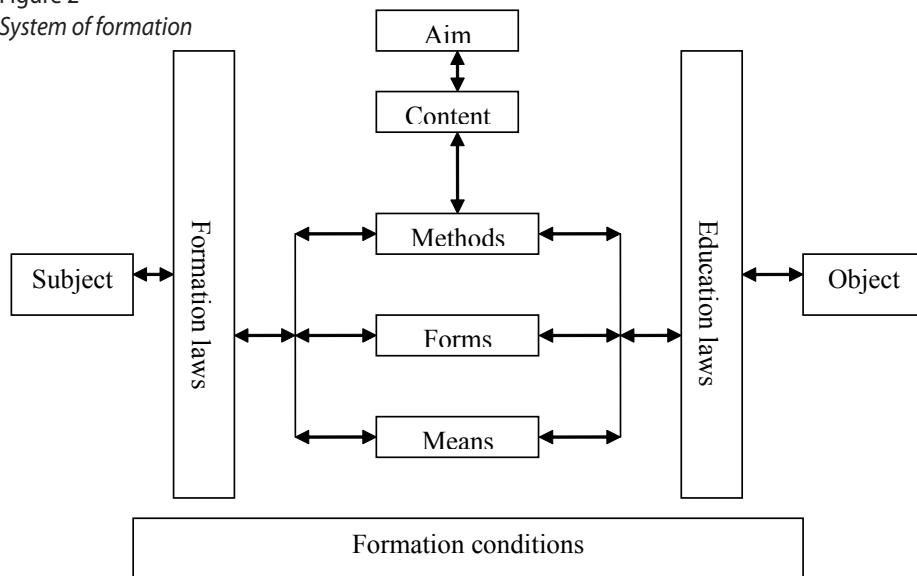 Figure 2
System of formation
Aim
Content
Formation laws
Methods
Education laws
Subject
Object
Forms
Means
Formation conditions